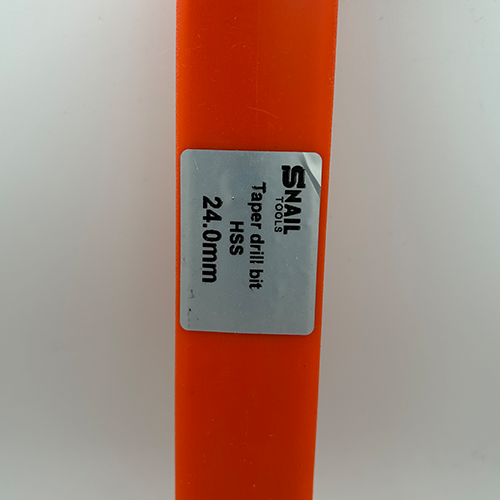 SNAIL
TOOLS
Taper drill bit
HSS
24.0mm